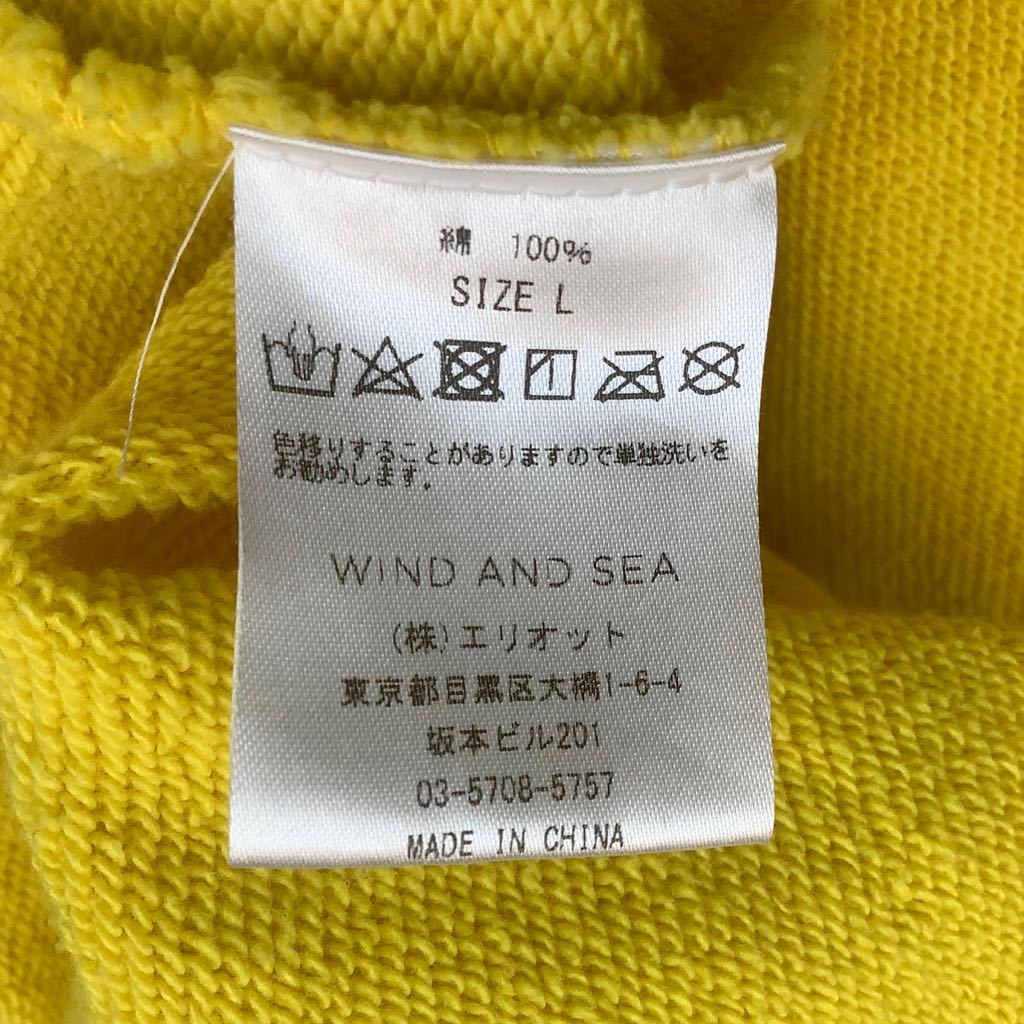 綿 100%
SIZE L
色移りすることがありますので単独洗いを
お勧めします。
WIND AND SEA
(株)エリオット
東京都目黒区大橋1-6-4
坂本ビル201
03-5708-5757
MADE IN CHINA